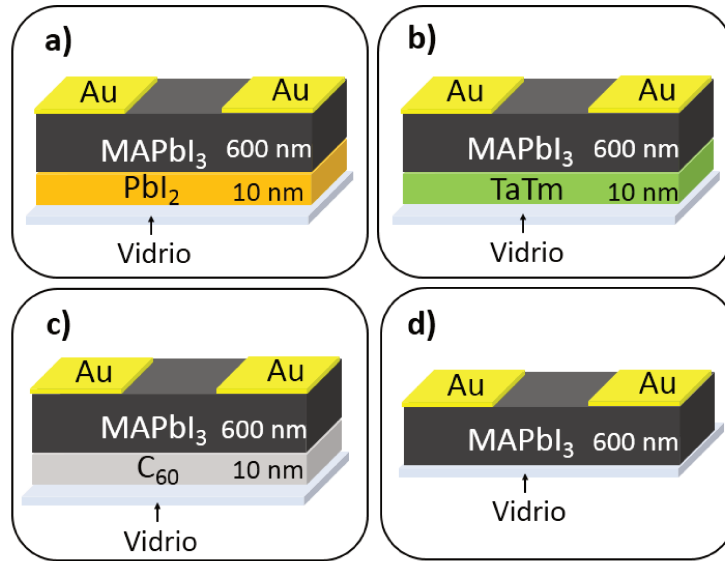 a)
Au Au
MAPbI₃ 600 nm
PbI₂ 10 nm
Vidrio
b)
Au Au
MAPbI₃ 600 nm
TaTm 10 nm
Vidrio
c)
Au Au
MAPbI₃ 600 nm
C₆₀ 10 nm
Vidrio
d)
Au Au
MAPbI₃ 600 nm
Vidrio